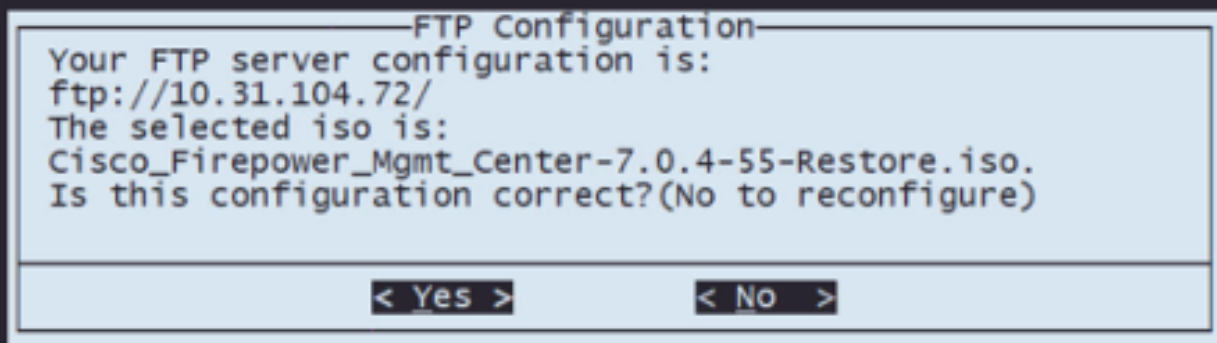 FTP Configuration
Your FTP server configuration is:
ftp://10.31.104.72/
The selected iso is:
Cisco_Firepower_Mgmt_Center-7.0.4-55-Restore.iso.
Is this configuration correct?(No to reconfigure)
< Yes > < No >